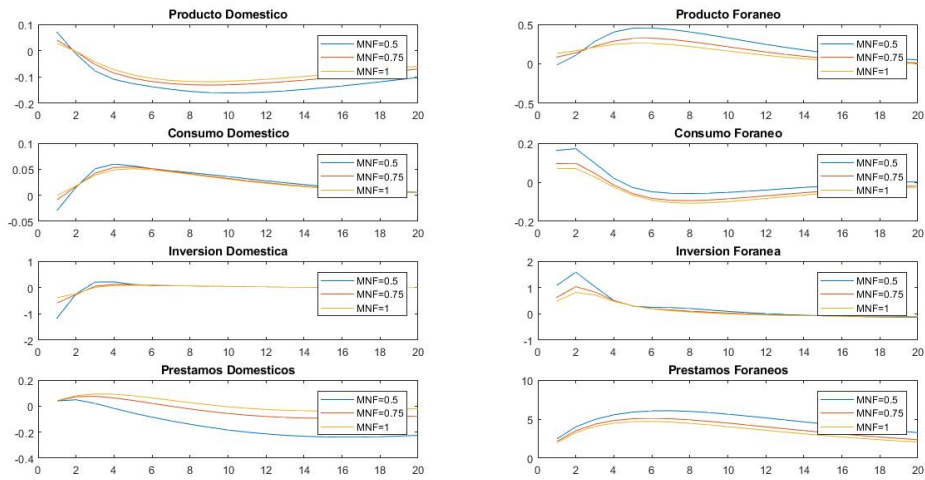 Producto Domestico
0.1
0
-0.1
-0.2
MNF=0.5
MNF=0.75
MNF=1
0 2 4 6 8 10 12 14 16 18 20
Producto Foraneo
0.5
0
-0.5
MNF=0.5
MNF=0.75
MNF=1
0 2 4 6 8 10 12 14 16 18 20
Consumo Domestico
0.1
0.05
0
-0.05
MNF=0.5
MNF=0.75
MNF=1
0 2 4 6 8 10 12 14 16 18 20
Consumo Foraneo
0.2
0
-0.2
MNF=0.5
MNF=0.75
MNF=1
0 2 4 6 8 10 12 14 16 18 20
Inversion Domestica
1
0
-1
-2
MNF=0.5
MNF=0.75
MNF=1
0 2 4 6 8 10 12 14 16 18 20
Inversion Foranea
2
1
0
-1
MNF=0.5
MNF=0.75
MNF=1
0 2 4 6 8 10 12 14 16 18 20
Prestamos Domesticos
0.2
0
-0.2
-0.4
MNF=0.5
MNF=0.75
MNF=1
0 2 4 6 8 10 12 14 16 18 20
Prestamos Foraneos
10
5
0
MNF=0.5
MNF=0.75
MNF=1
0 2 4 6 8 10 12 14 16 18 20